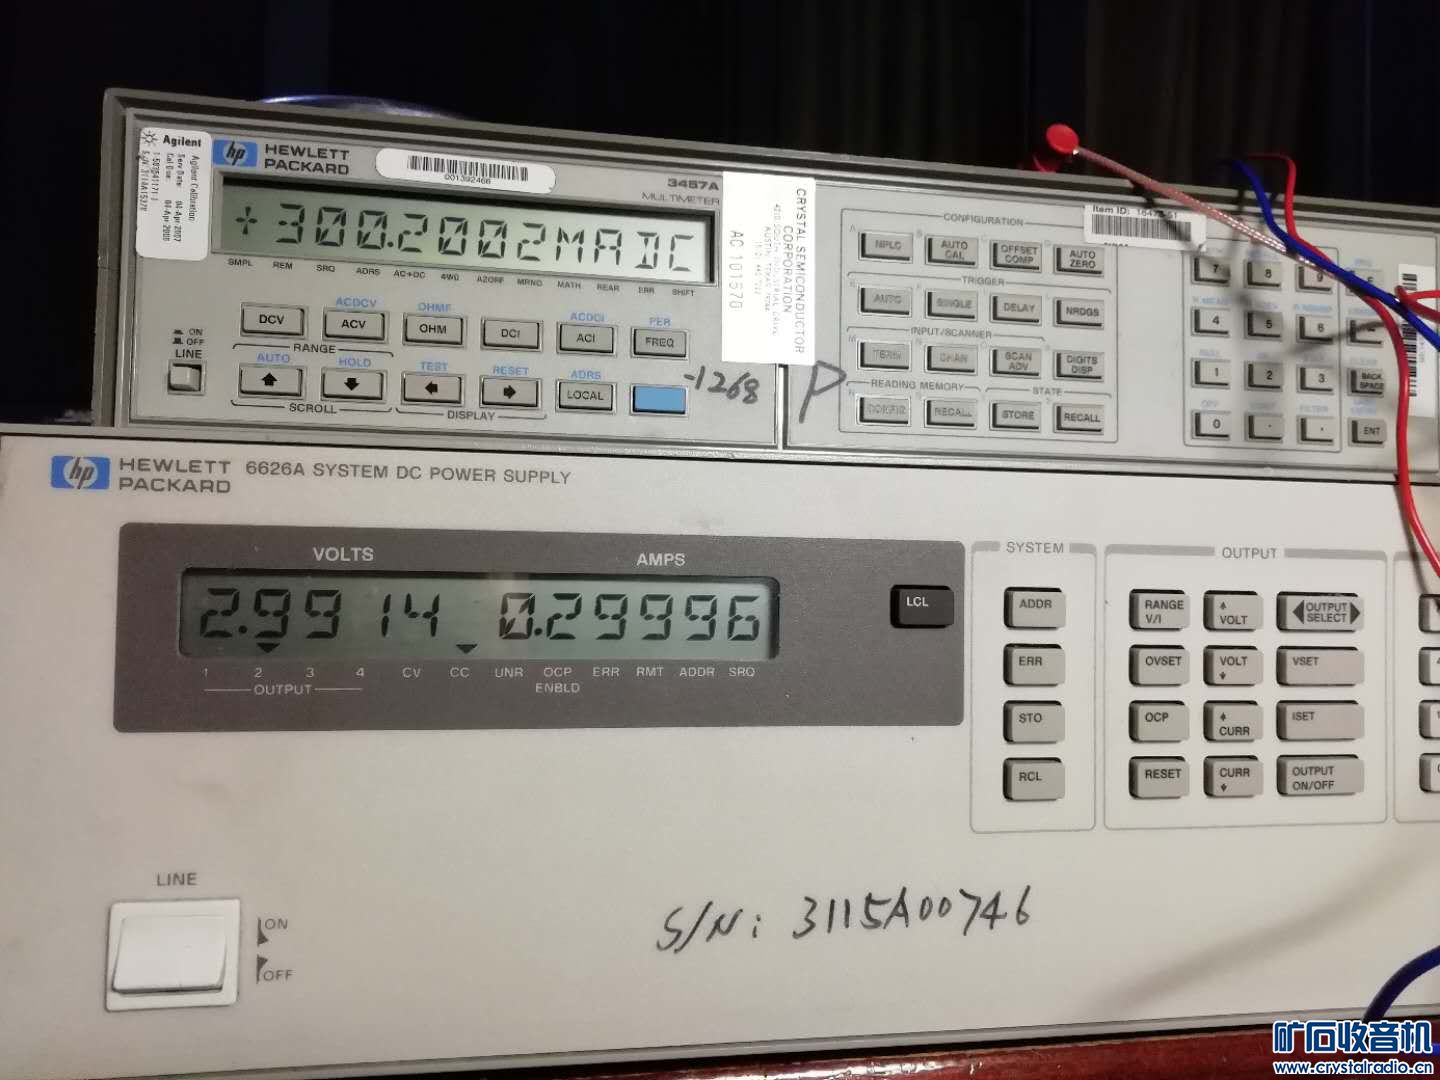 Agilent
Agilent Calibration
hp HEWLETT
PACKARD
001392466
3457A
MULTIMETER
+300.2002MADC
SMPL REM SRQ ADRS AC+DC 4WΩ AZOFF MRNG MATH REAR ERR SHIFT
ON
OFF
LINE
DCV
ACDCV
ACV
OHMF
OHM
DCI
ACDCI
ACI
PER
FREQ
RANGE
AUTO
HOLD
TEST
RESET
ADRS
LOCAL
SCROLL
DISPLAY
-1268
CRYSTAL SEMICONDUCTOR
CORPORATION
AC 101570
P
CONFIGURATION
NPLC
AUTO
CAL
OFFSET
COMP
AUTO
ZERO
TRIGGER
AUTO
SINGLE
DELAY
NRDGS
INPUT/SCANNER
TERM
CHAN
SCAN
ADV
DIGITS
DISP
READING MEMORY
STATE
RECALL
STORE
RECALL
Item ID:
7 8 9
4 5 6
1 2 3
BACK
SPACE
0 . ,
ENT
hp HEWLETT
PACKARD
6626A SYSTEM DC POWER SUPPLY
VOLTS AMPS
2.9914 0.29996
1 2 3 4 CV CC UNR OCP ERR RMT ADDR SRQ
OUTPUT ENBLD
LCL
SYSTEM
ADDR
ERR
STO
RCL
OUTPUT
RANGE
V/I
VOLT
OUTPUT
SELECT
OVSET
VOLT
VSET
OCP
CURR
ISET
RESET
CURR
OUTPUT
ON/OFF
LINE
ON
OFF
S/N: 3115A00746
矿石收音机
www.crystalradio.cn